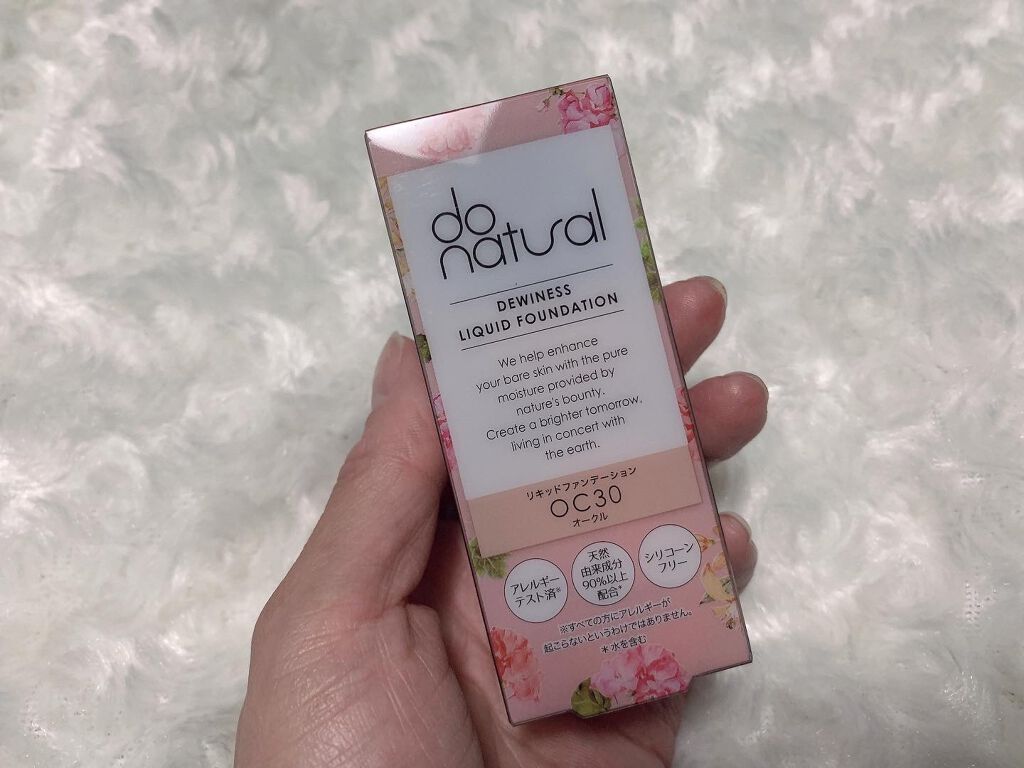 do
natural
DEWINESS
LIQUID FOUNDATION
We help enhance
your bare skin with the pure
moisture provided by
nature's bounty.
Create a brighter tomorrow,
living in concert with
the earth.
リキッドファンデーション
OC30
オークル
アレルギー
テスト済※
天然
由来成分
90%以上
配合*
シリコーン
フリー
※すべての方にアレルギーが
起こらないというわけではありません。
*水を含む